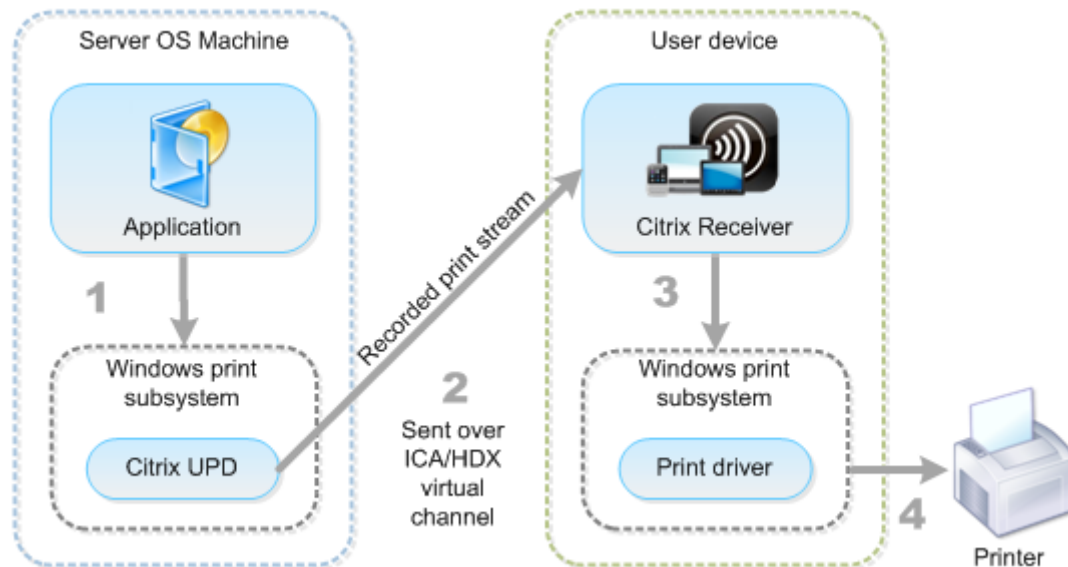 Server OS Machine
User device
Application
Citrix Receiver
1
Recorded print stream
3
Windows print
subsystem
Citrix UPD
2
Sent over
ICA/HDX
virtual
channel
Windows print
subsystem
Print driver
4
Printer